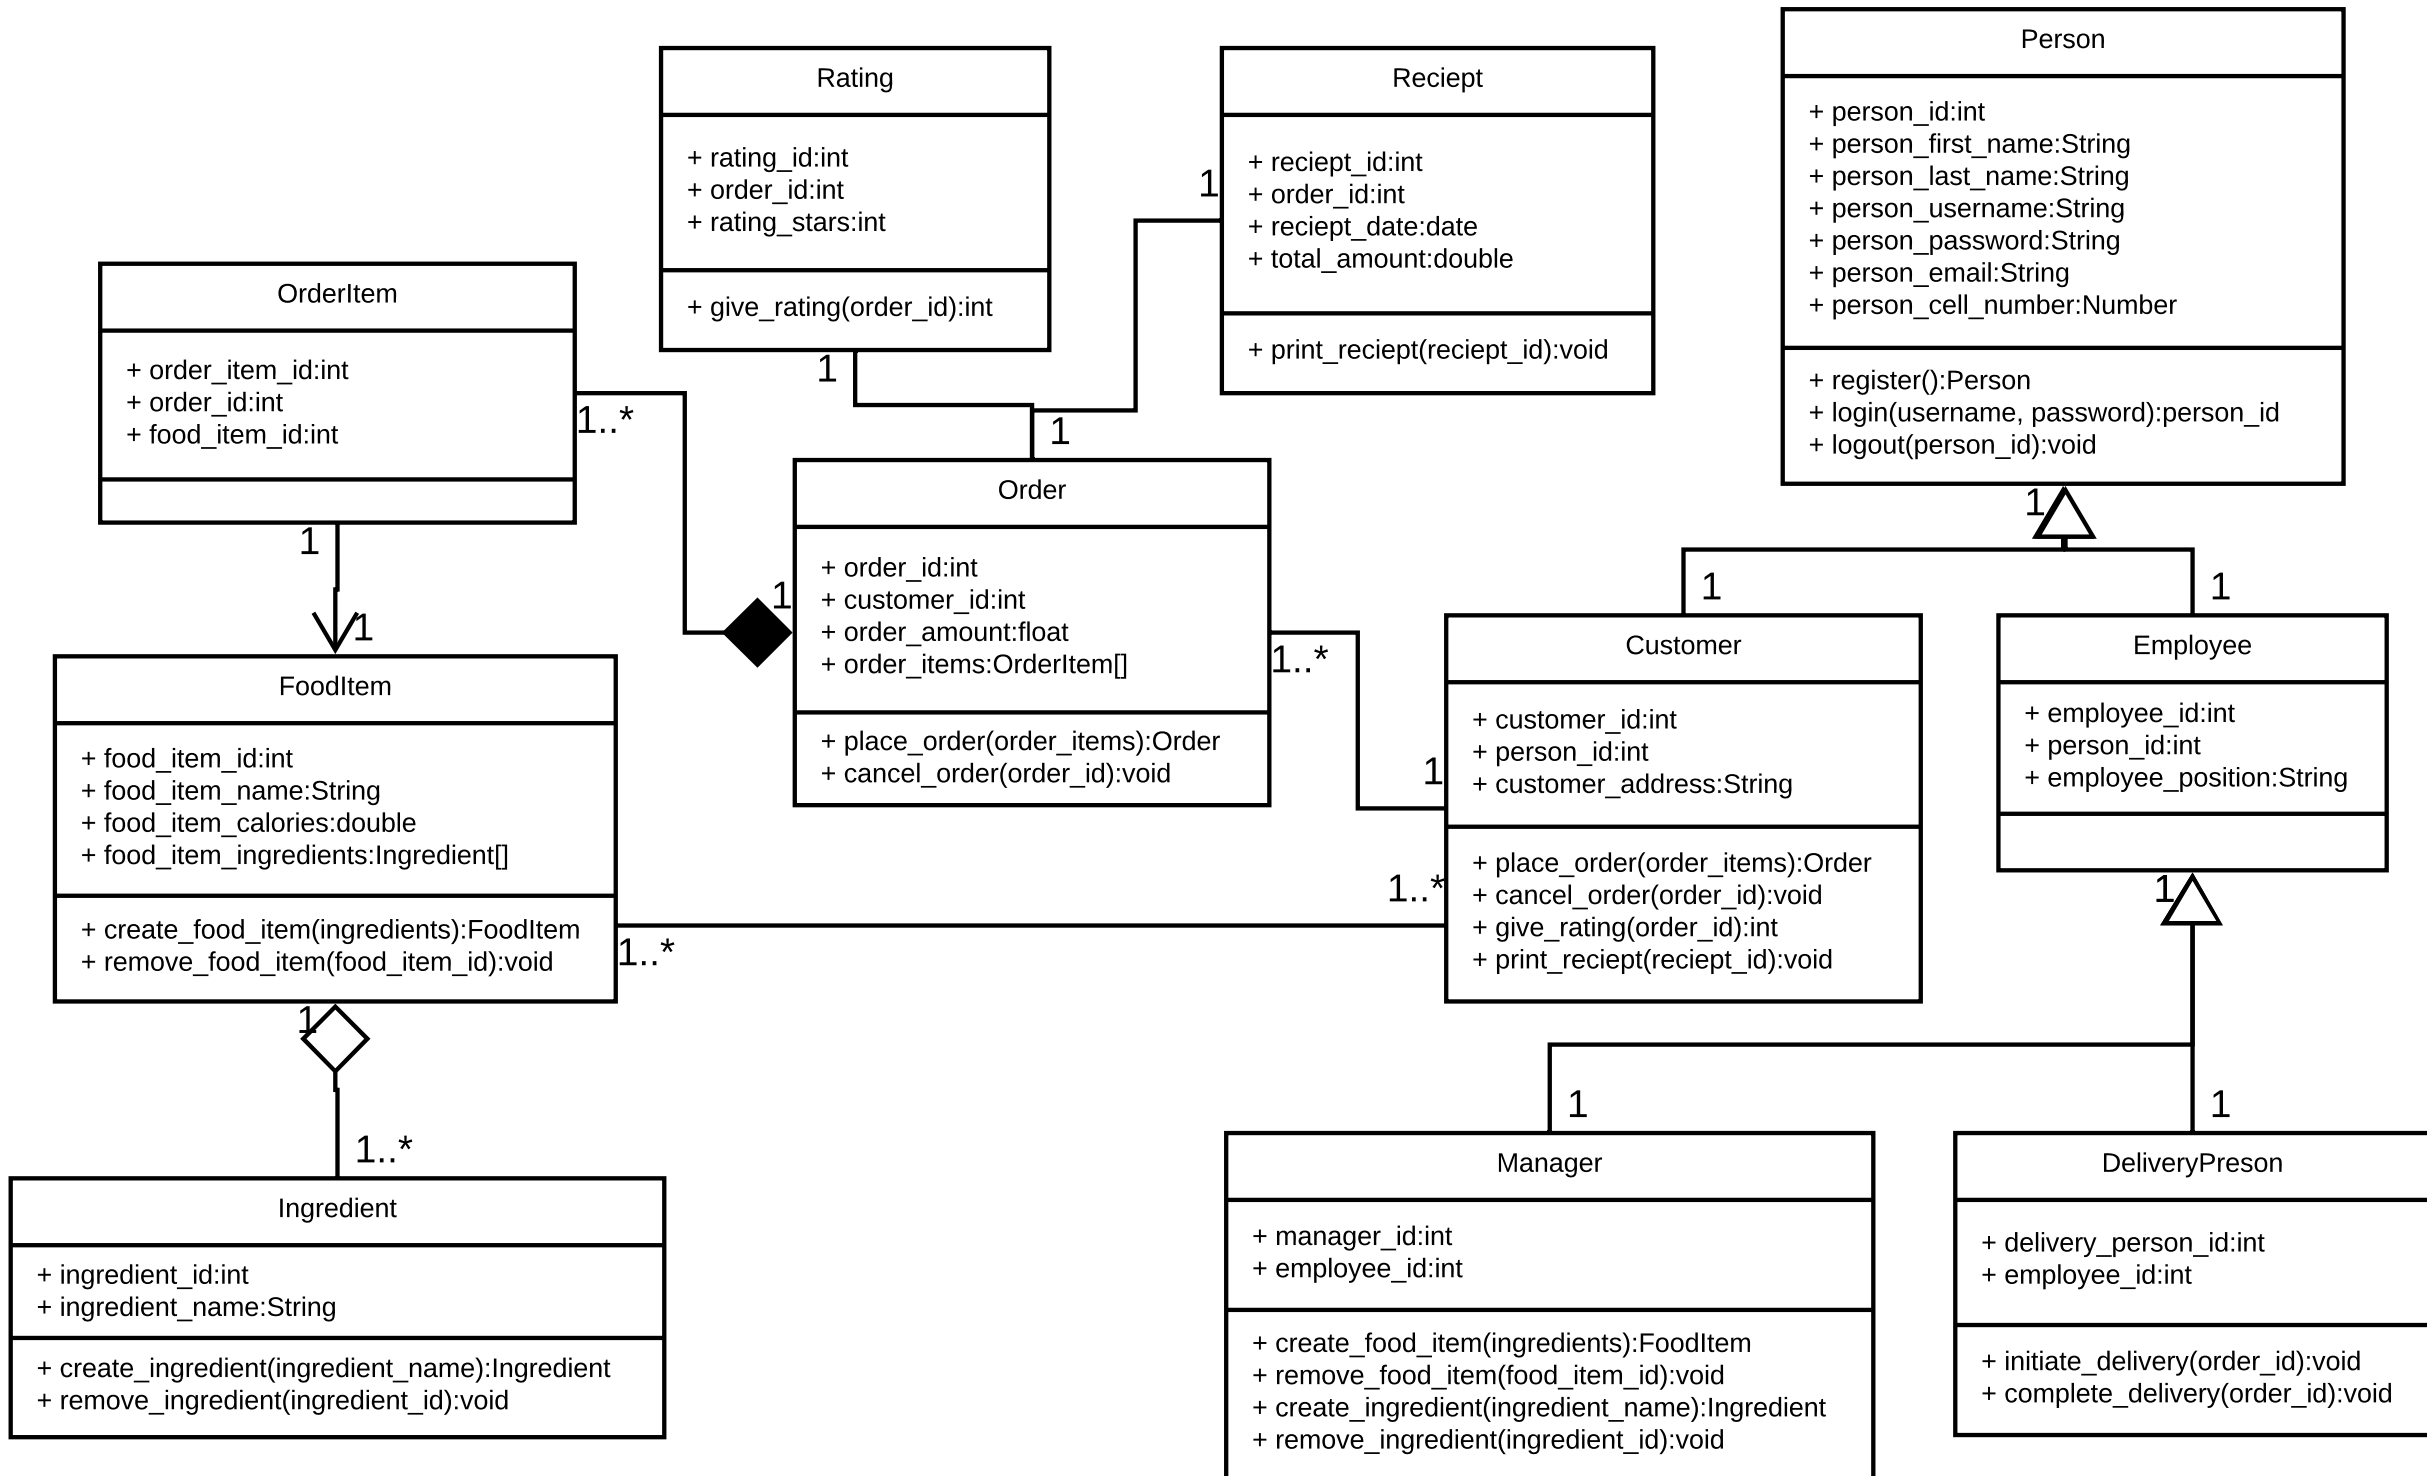 Person
+ person_id:int
+ person_first_name:String
+ person_last_name:String
+ person_username:String
+ person_password:String
+ person_email:String
+ person_cell_number:Number
+ register():Person
+ login(username, password):person_id
+ logout(person_id):void
1
Rating
+ rating_id:int
+ order_id:int
+ rating_stars:int
+ give_rating(order_id):int
1
Reciept
+ reciept_id:int
+ order_id:int
+ reciept_date:date
+ total_amount:double
+ print_reciept(reciept_id):void
1
OrderItem
+ order_item_id:int
+ order_id:int
+ food_item_id:int
1..*
1
1
Order
+ order_id:int
+ customer_id:int
+ order_amount:float
+ order_items:OrderItem[]
+ place_order(order_items):Order
+ cancel_order(order_id):void
1
1..*
1
Customer
+ customer_id:int
+ person_id:int
+ customer_address:String
+ place_order(order_items):Order
+ cancel_order(order_id):void
+ give_rating(order_id):int
+ print_reciept(reciept_id):void
1
1..*
1
Employee
+ employee_id:int
+ person_id:int
+ employee_position:String
1
1
FoodItem
+ food_item_id:int
+ food_item_name:String
+ food_item_calories:double
+ food_item_ingredients:Ingredient[]
+ create_food_item(ingredients):FoodItem
+ remove_food_item(food_item_id):void
1..*
1
1..*
Ingredient
+ ingredient_id:int
+ ingredient_name:String
+ create_ingredient(ingredient_name):Ingredient
+ remove_ingredient(ingredient_id):void
1
Manager
+ manager_id:int
+ employee_id:int
+ create_food_item(ingredients):FoodItem
+ remove_food_item(food_item_id):void
+ create_ingredient(ingredient_name):Ingredient
+ remove_ingredient(ingredient_id):void
1
DeliveryPreson
+ delivery_person_id:int
+ employee_id:int
+ initiate_delivery(order_id):void
+ complete_delivery(order_id):void